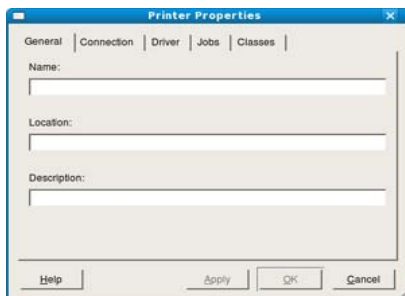 Printer Properties
General Connection Driver Jobs Classes
Name:
Location:
Description:
Help Apply OK Cancel